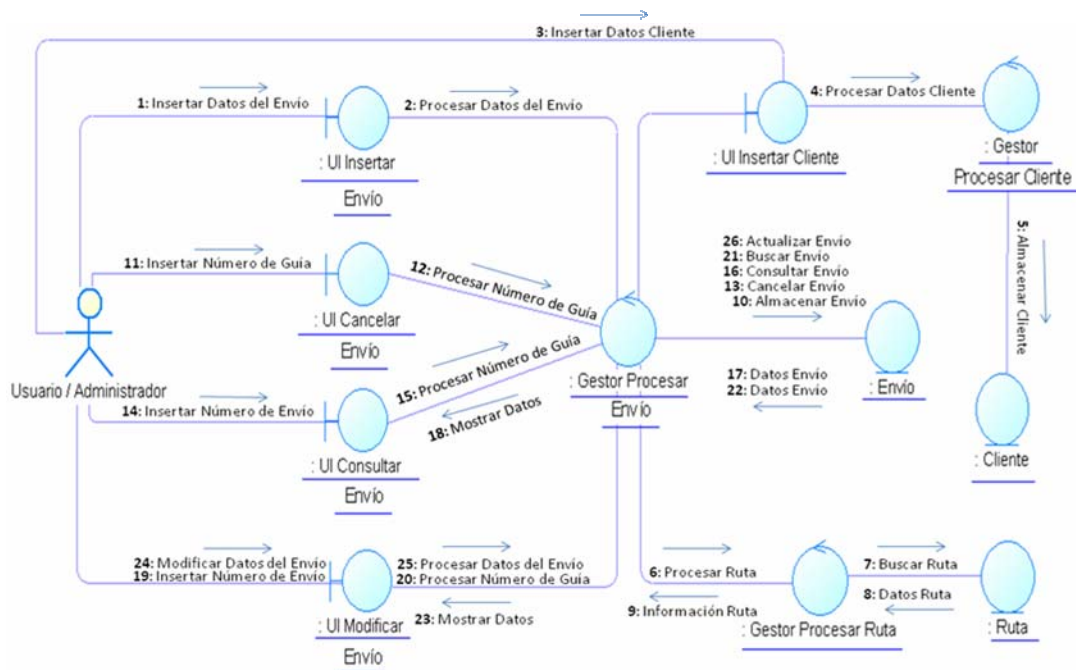 3: Insertar Datos Cliente
1: Insertar Datos del Envío
2: Procesar Datos del Envío
4: Procesar Datos Cliente
: UI Insertar
Envío
: UI Insertar Cliente
: Gestor
Procesar Cliente
5: Almacenar Cliente
11: Insertar Número de Guía
12: Procesar Número de Guía
26: Actualizar Envío
21: Buscar Envío
16: Consultar Envío
13: Cancelar Envío
10: Almacenar Envío
: UI Cancelar
Envío
Usuario / Administrador
15: Procesar Número de Guía
: Gestor Procesar
Envío
17: Datos Envío
22: Datos Envío
: Envío
14: Insertar Número de Envío
18: Mostrar Datos
: UI Consultar
Envío
: Cliente
24: Modificar Datos del Envío
19: Insertar Número de Envío
25: Procesar Datos del Envío
20: Procesar Número de Guía
23: Mostrar Datos
: UI Modificar
Envío
6: Procesar Ruta
9: Información Ruta
7: Buscar Ruta
8: Datos Ruta
: Gestor Procesar Ruta
: Ruta